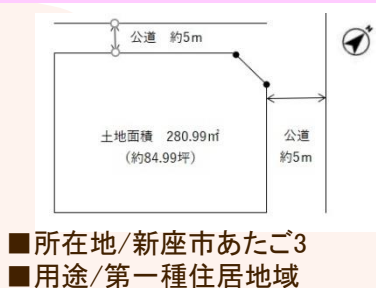 公道 約5m
土地面積 280.99㎡
(約84.99坪)
公道
約5m
■所在地/新座市あたご3
■用途/第一種住居地域